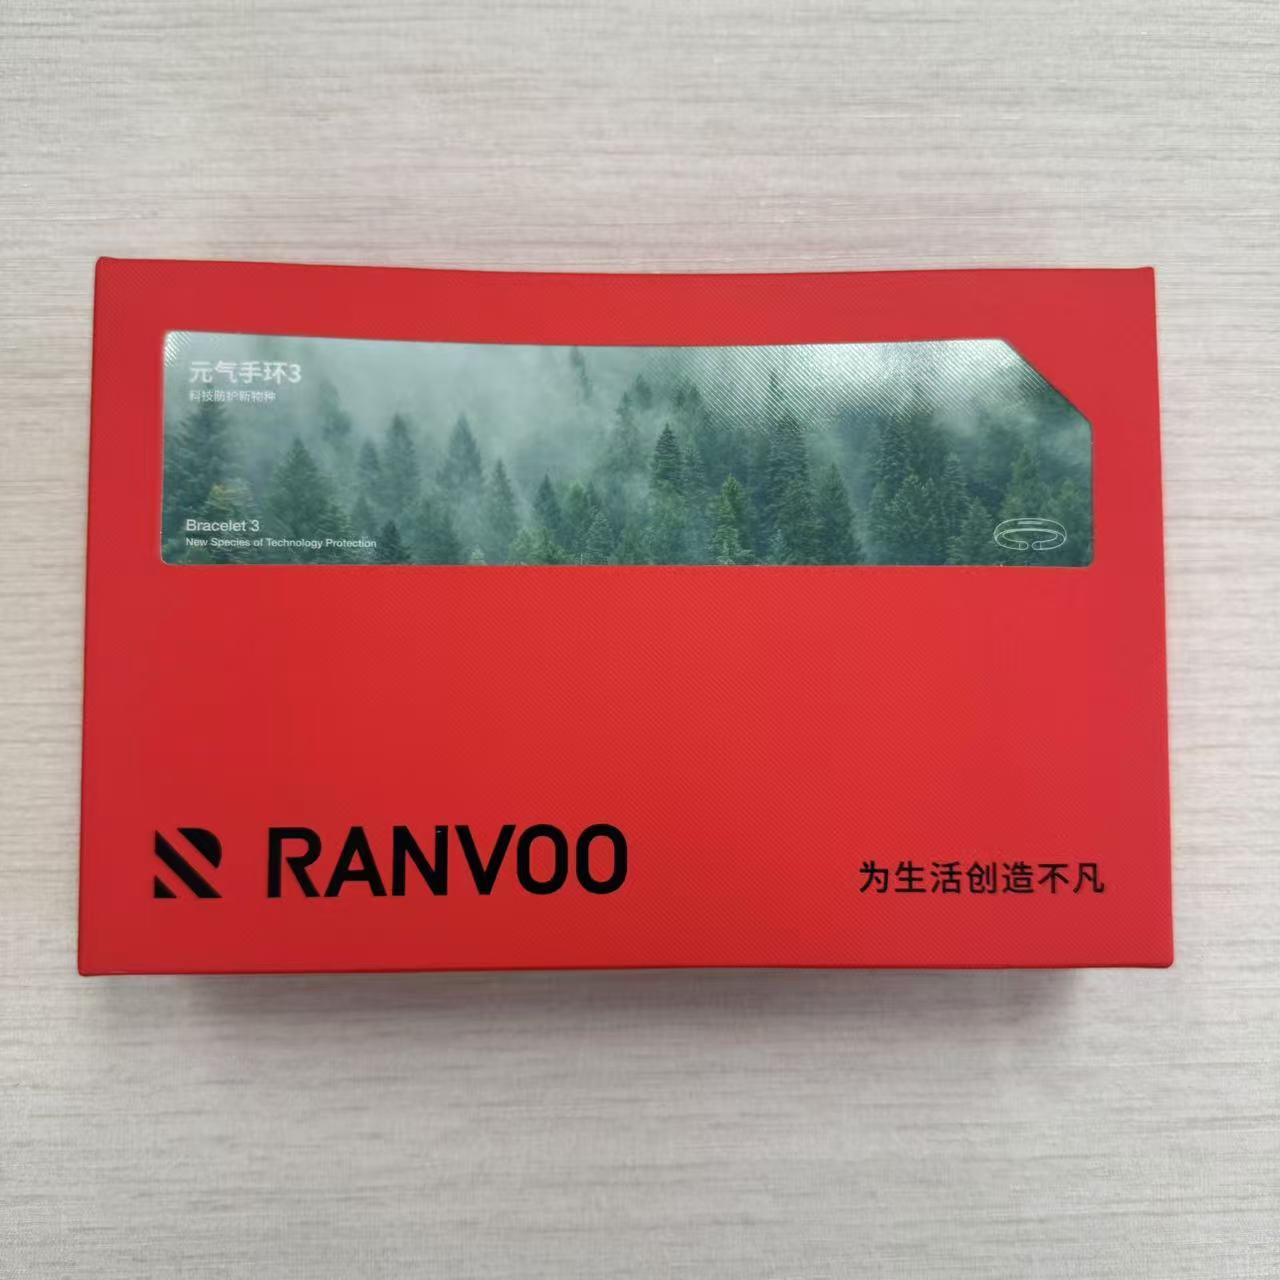 元气手环3
科技防护新物种
Bracelet 3
New Species of Technology Protection
RANVOO
为生活创造不凡